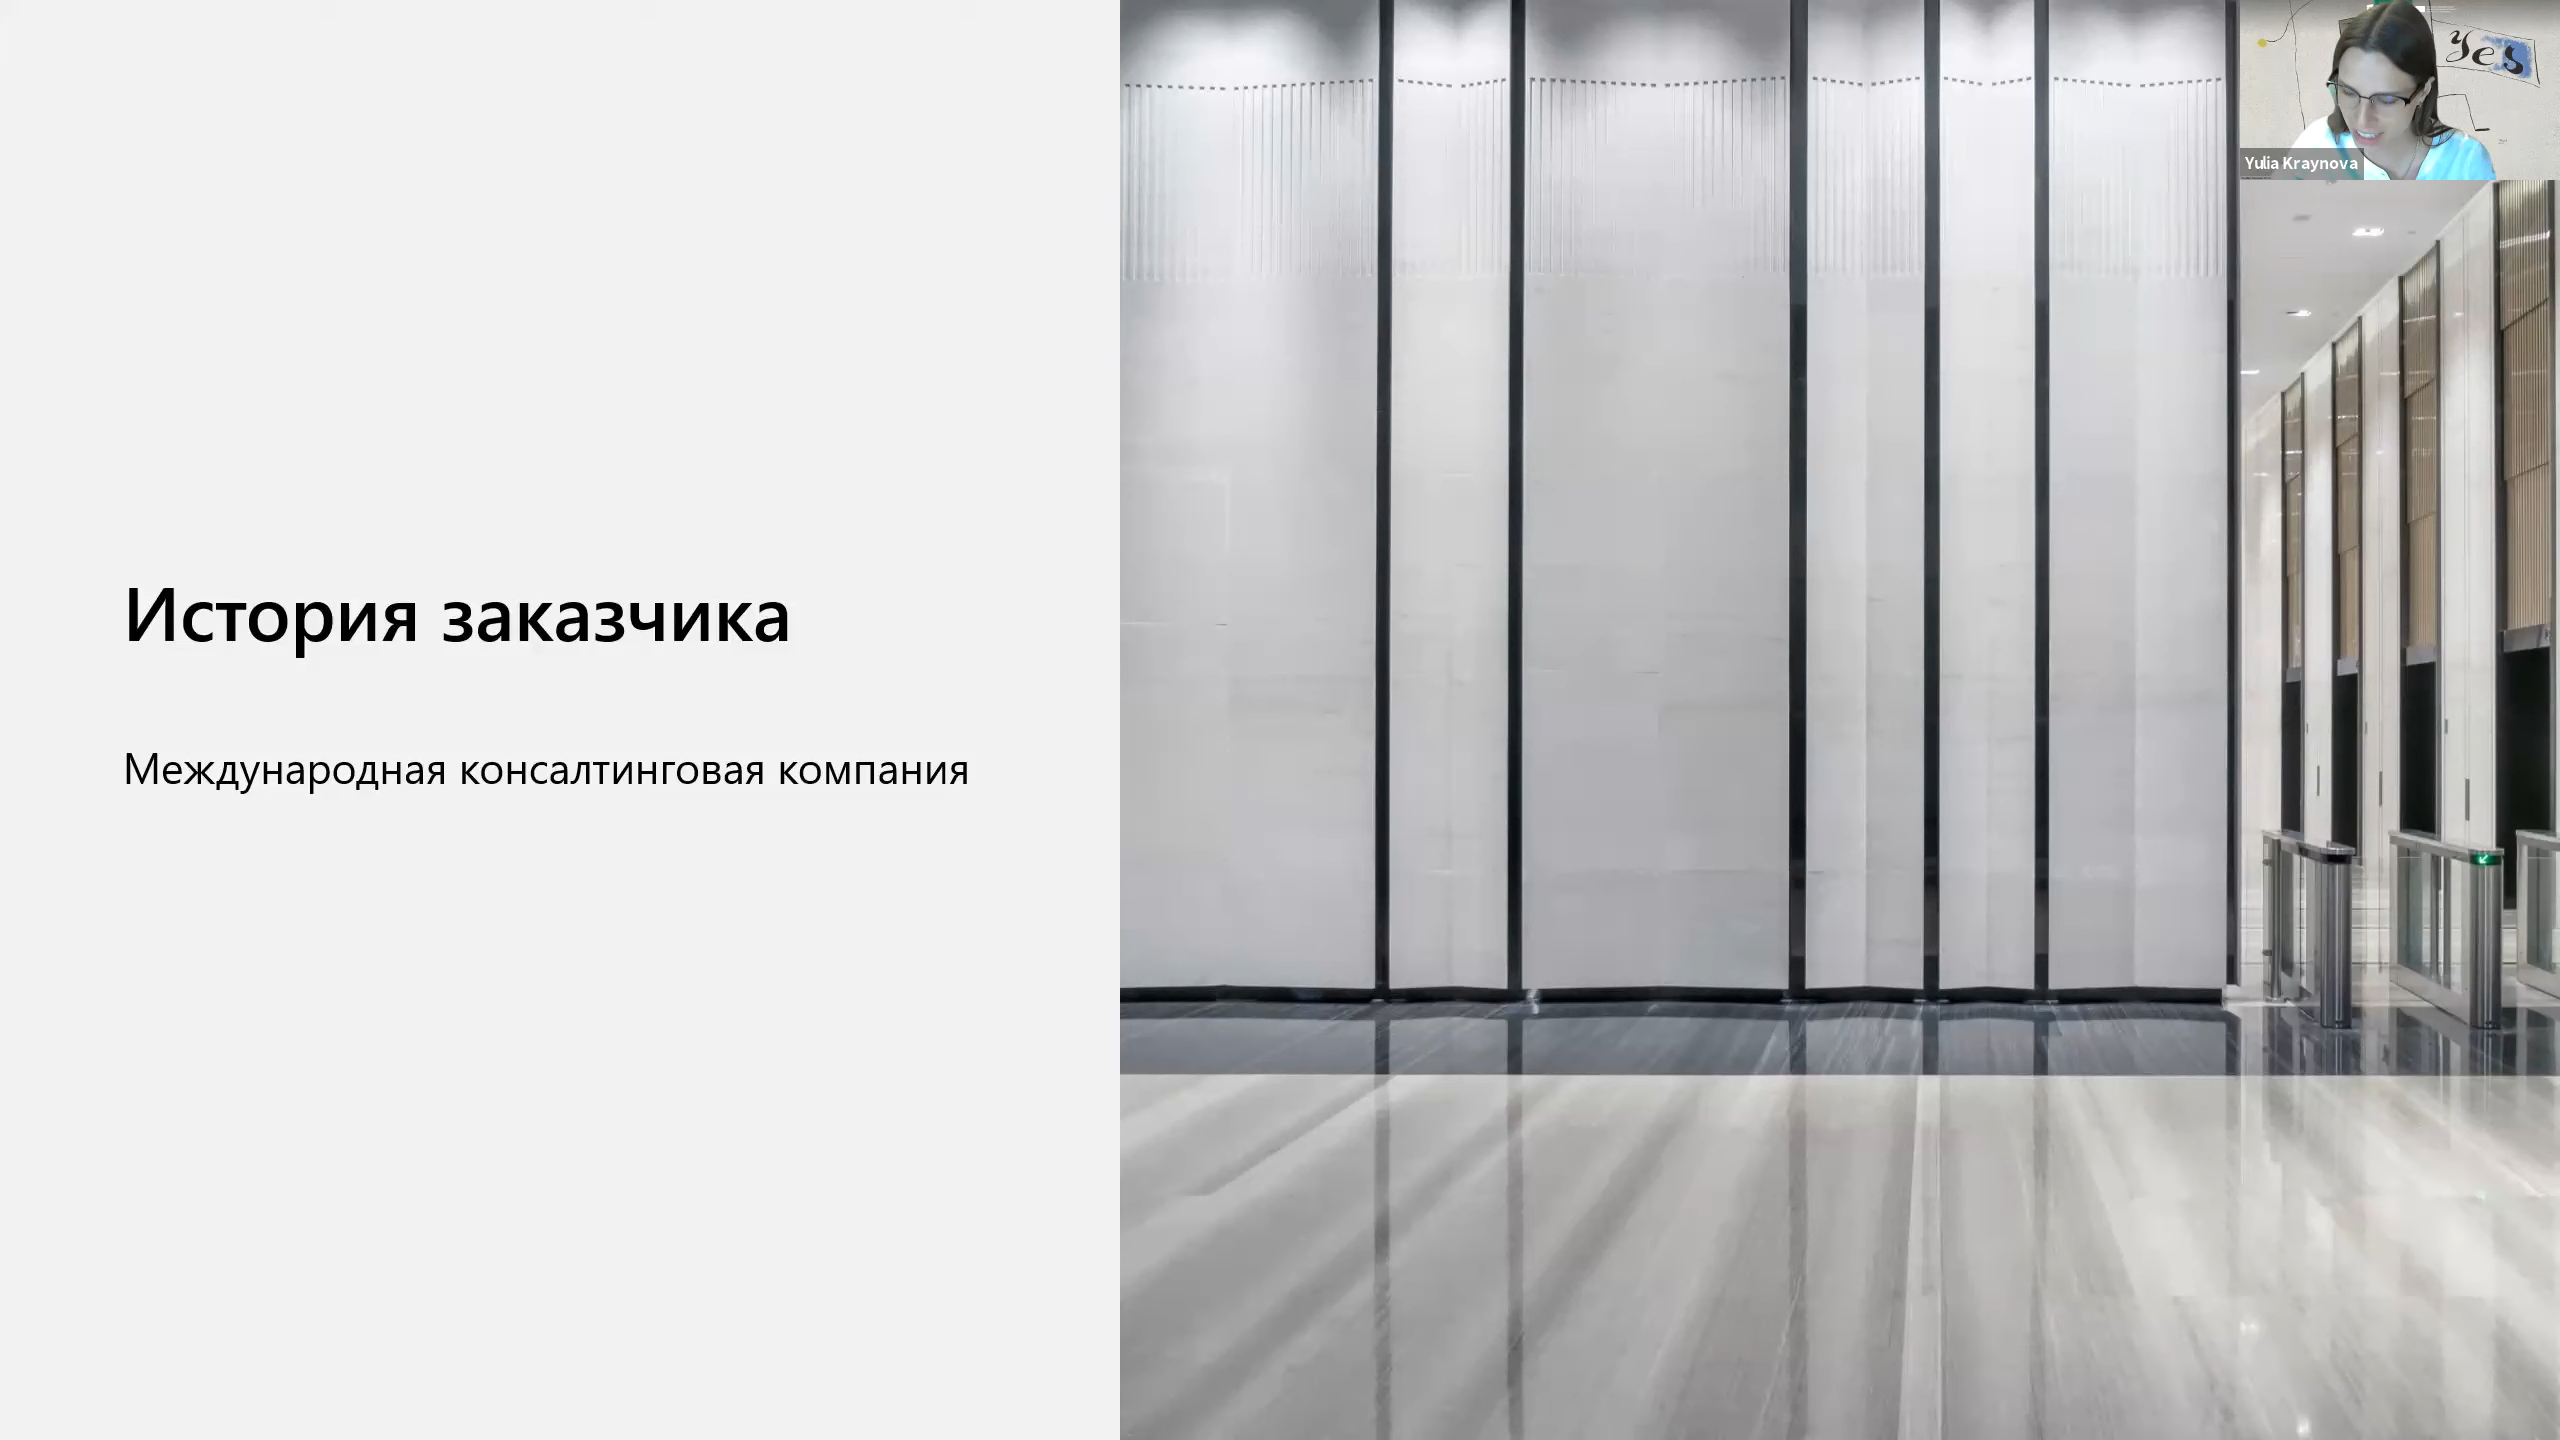 История заказчика
Международная консалтинговая компания
Yes
Yulia Kraynova